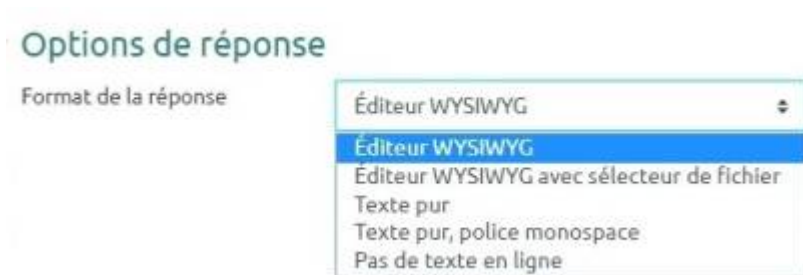 Options de réponse
Format de la réponse
Éditeur WYSIWYG
Éditeur WYSIWYG
Éditeur WYSIWYG avec sélecteur de fichier
Texte pur
Texte pur, police monospace
Pas de texte en ligne